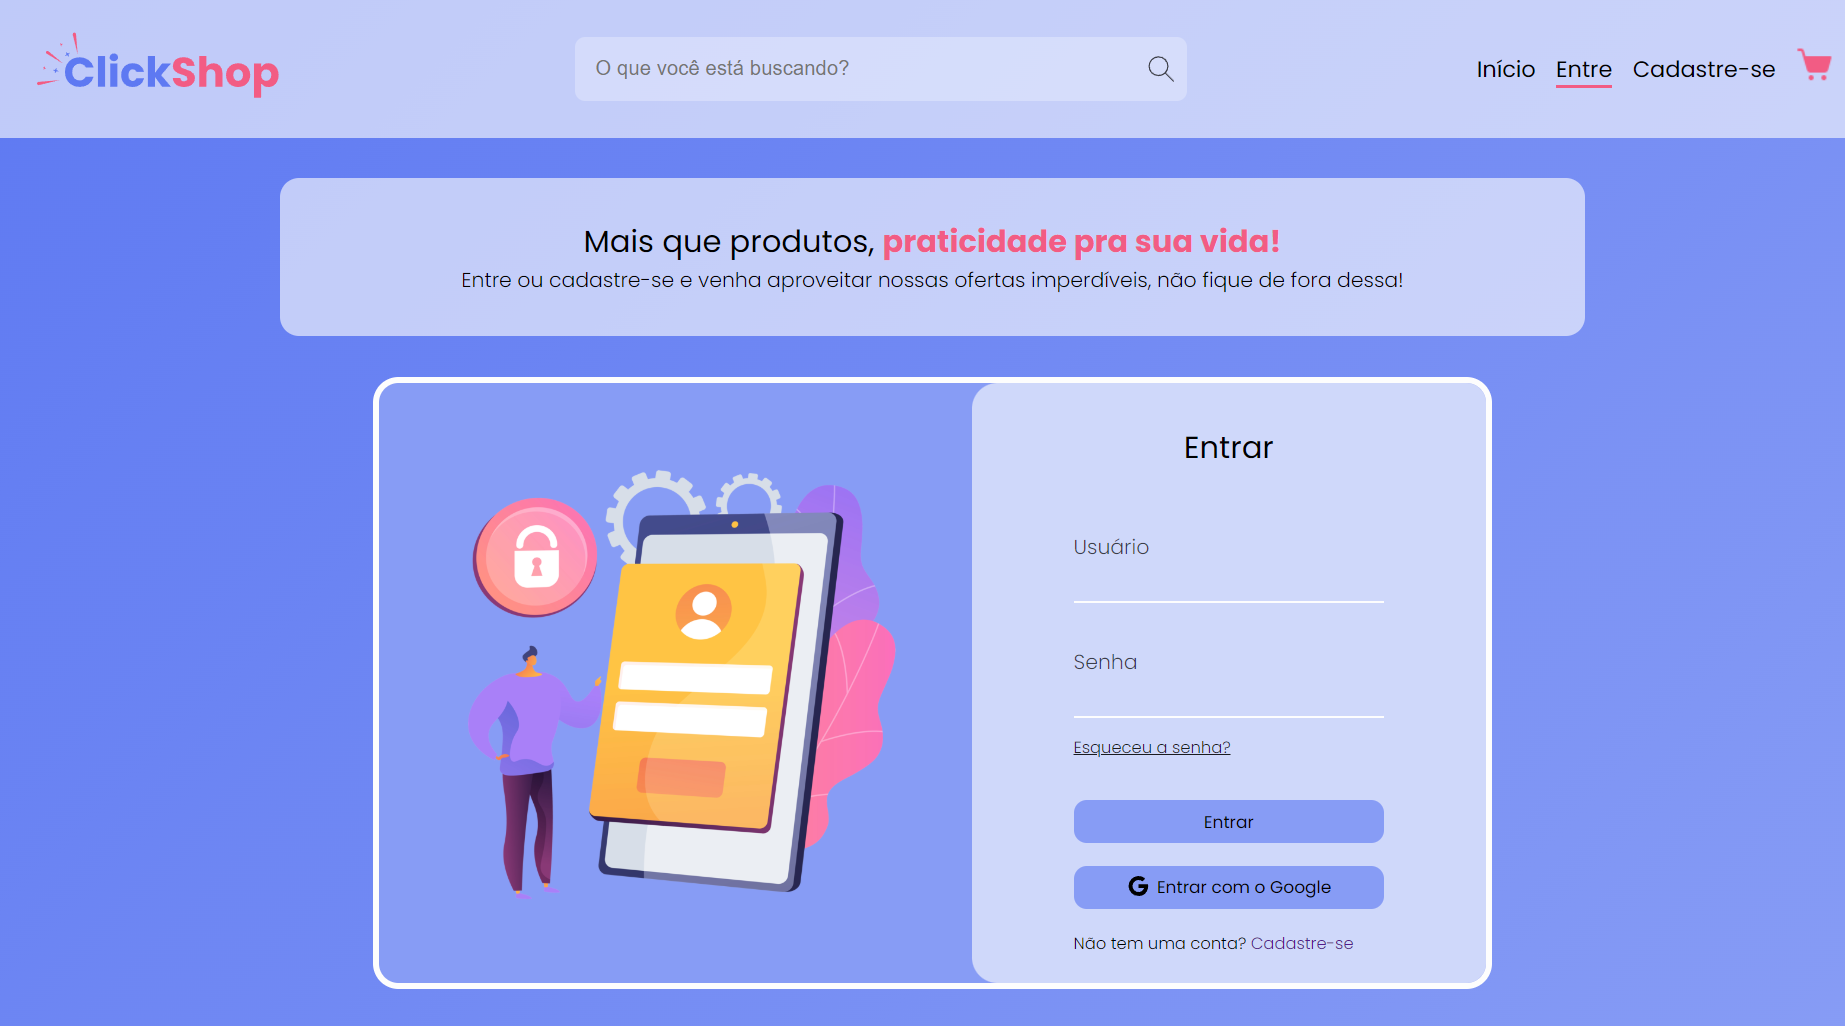 ClickShop
O que você está buscando?
Início
Entre
Cadastre-se
Mais que produtos, praticidade pra sua vida!
Entre ou cadastre-se e venha aproveitar nossas ofertas imperdíveis, não fique de fora dessa!
Entrar
Usuário
Senha
Esqueceu a senha?
Entrar
Entrar com o Google
Não tem uma conta? Cadastre-se